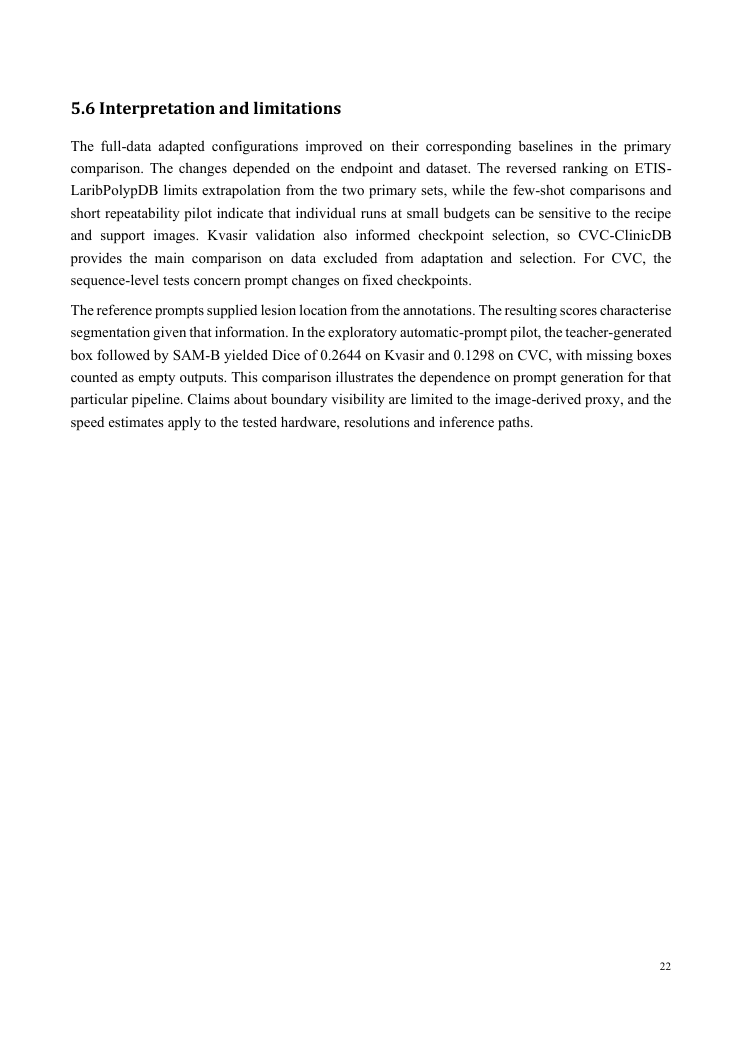 5.6 Interpretation and limitations
The full-data adapted configurations improved on their corresponding baselines in the primary
comparison. The changes depended on the endpoint and dataset. The reversed ranking on ETIS-
LaribPolypDB limits extrapolation from the two primary sets, while the few-shot comparisons and
short repeatability pilot indicate that individual runs at small budgets can be sensitive to the recipe
and support images. Kvasir validation also informed checkpoint selection, so CVC-ClinicDB
provides the main comparison on data excluded from adaptation and selection. For CVC, the
sequence-level tests concern prompt changes on fixed checkpoints.
The reference prompts supplied lesion location from the annotations. The resulting scores characterise
segmentation given that information. In the exploratory automatic-prompt pilot, the teacher-generated
box followed by SAM-B yielded Dice of 0.2644 on Kvasir and 0.1298 on CVC, with missing boxes
counted as empty outputs. This comparison illustrates the dependence on prompt generation for that
particular pipeline. Claims about boundary visibility are limited to the image-derived proxy, and the
speed estimates apply to the tested hardware, resolutions and inference paths.
22